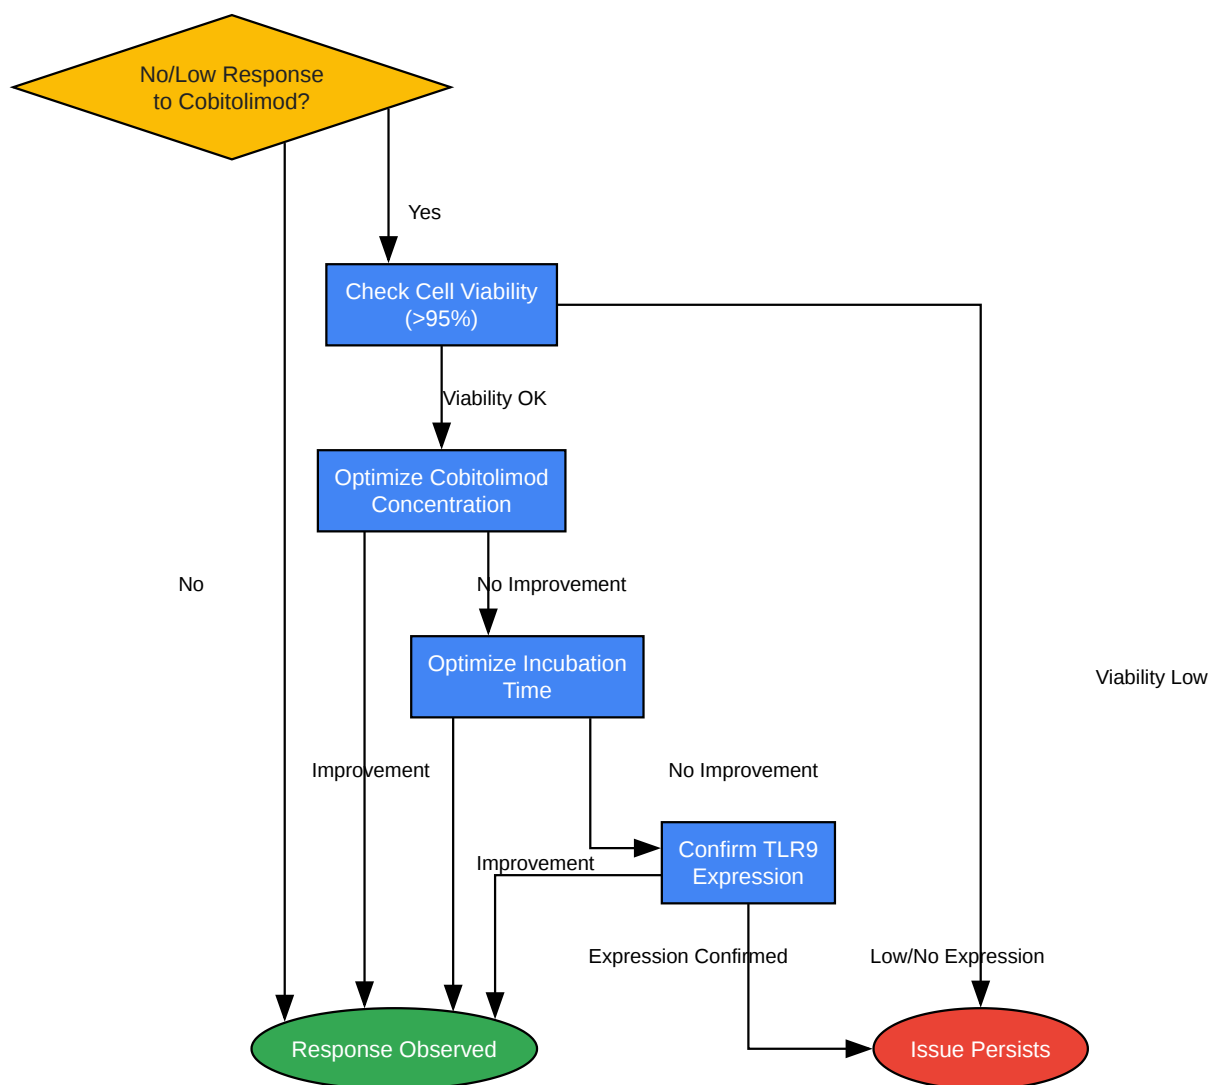 No/Low Response
to Cobitolimod?
Yes
Check Cell Viability
(>95%)
Viability OK
Optimize Cobitolimod
Concentration
No
No Improvement
Optimize Incubation
Time
Viability Low
Improvement
No Improvement
Confirm TLR9
Expression
Improvement
Expression Confirmed
Low/No Expression
Response Observed
Issue Persists